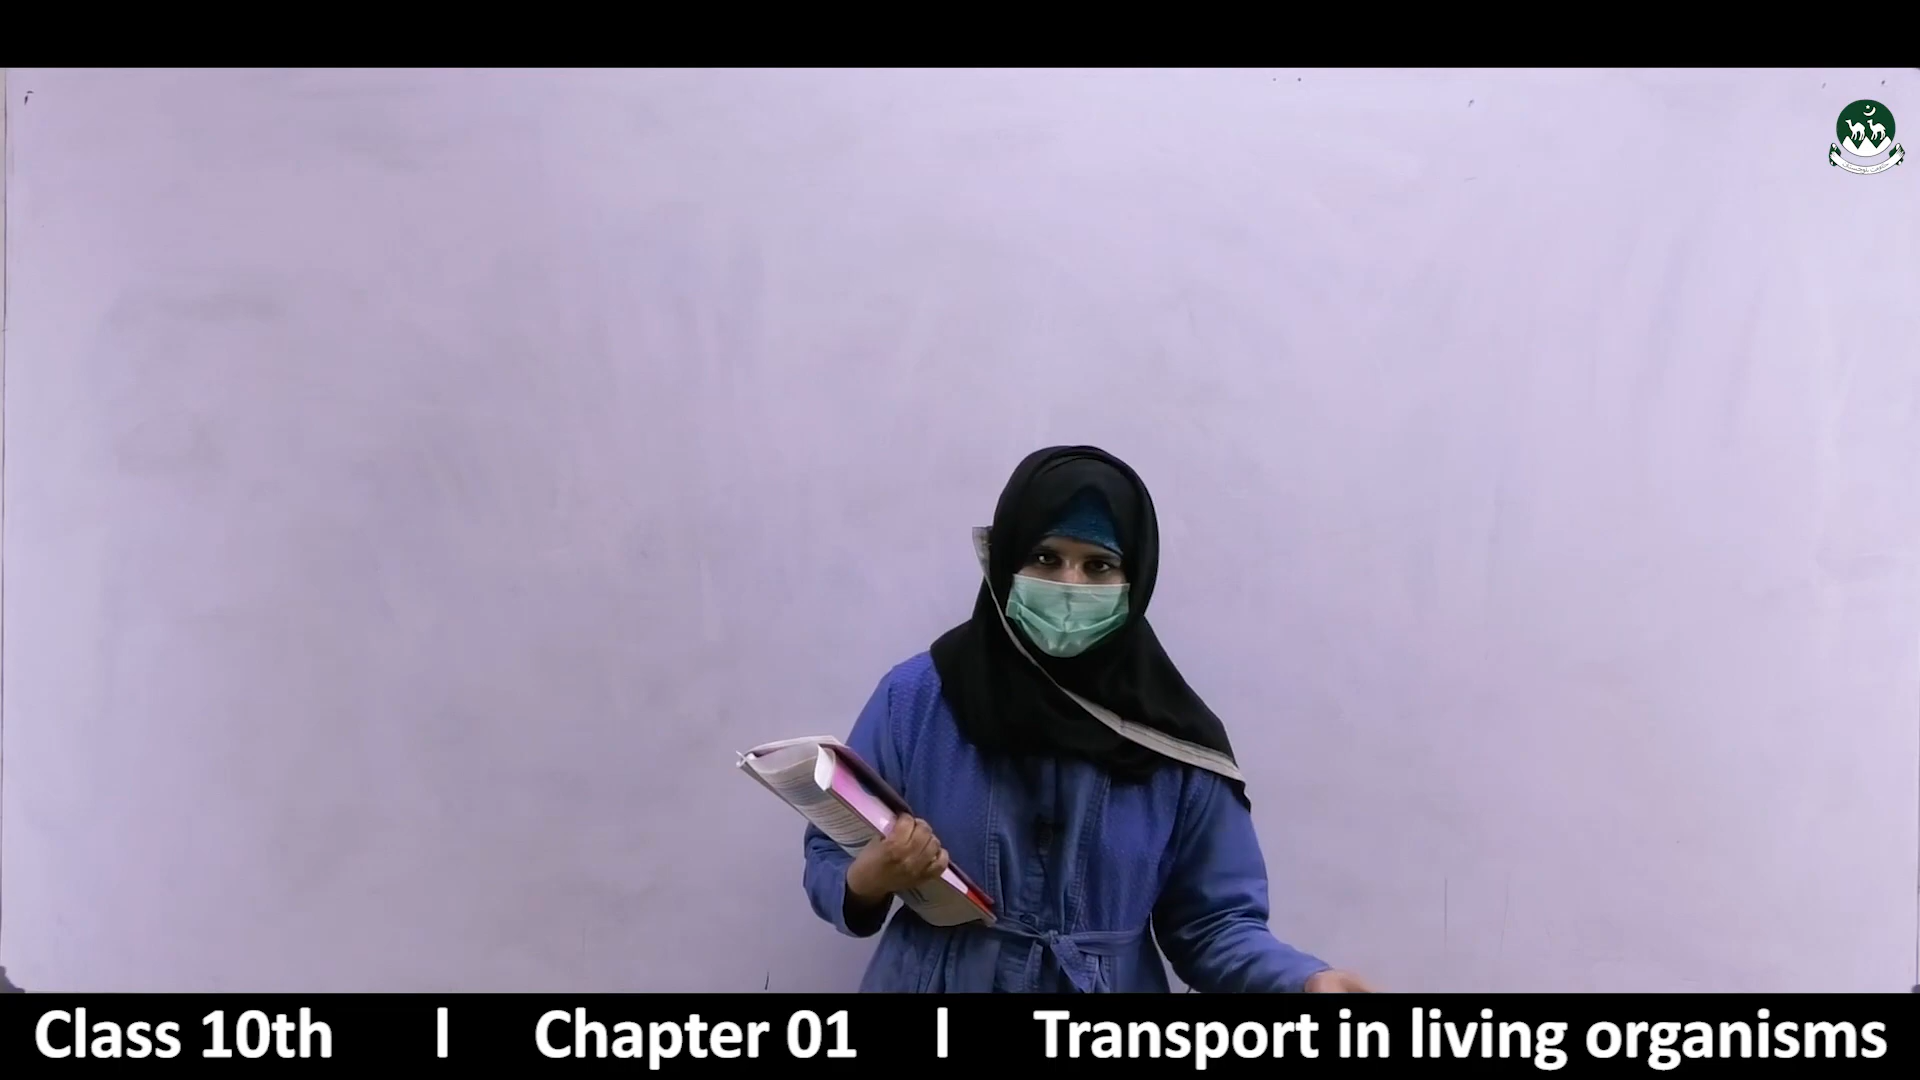 Class 10th l Chapter 01 l Transport in living organisms